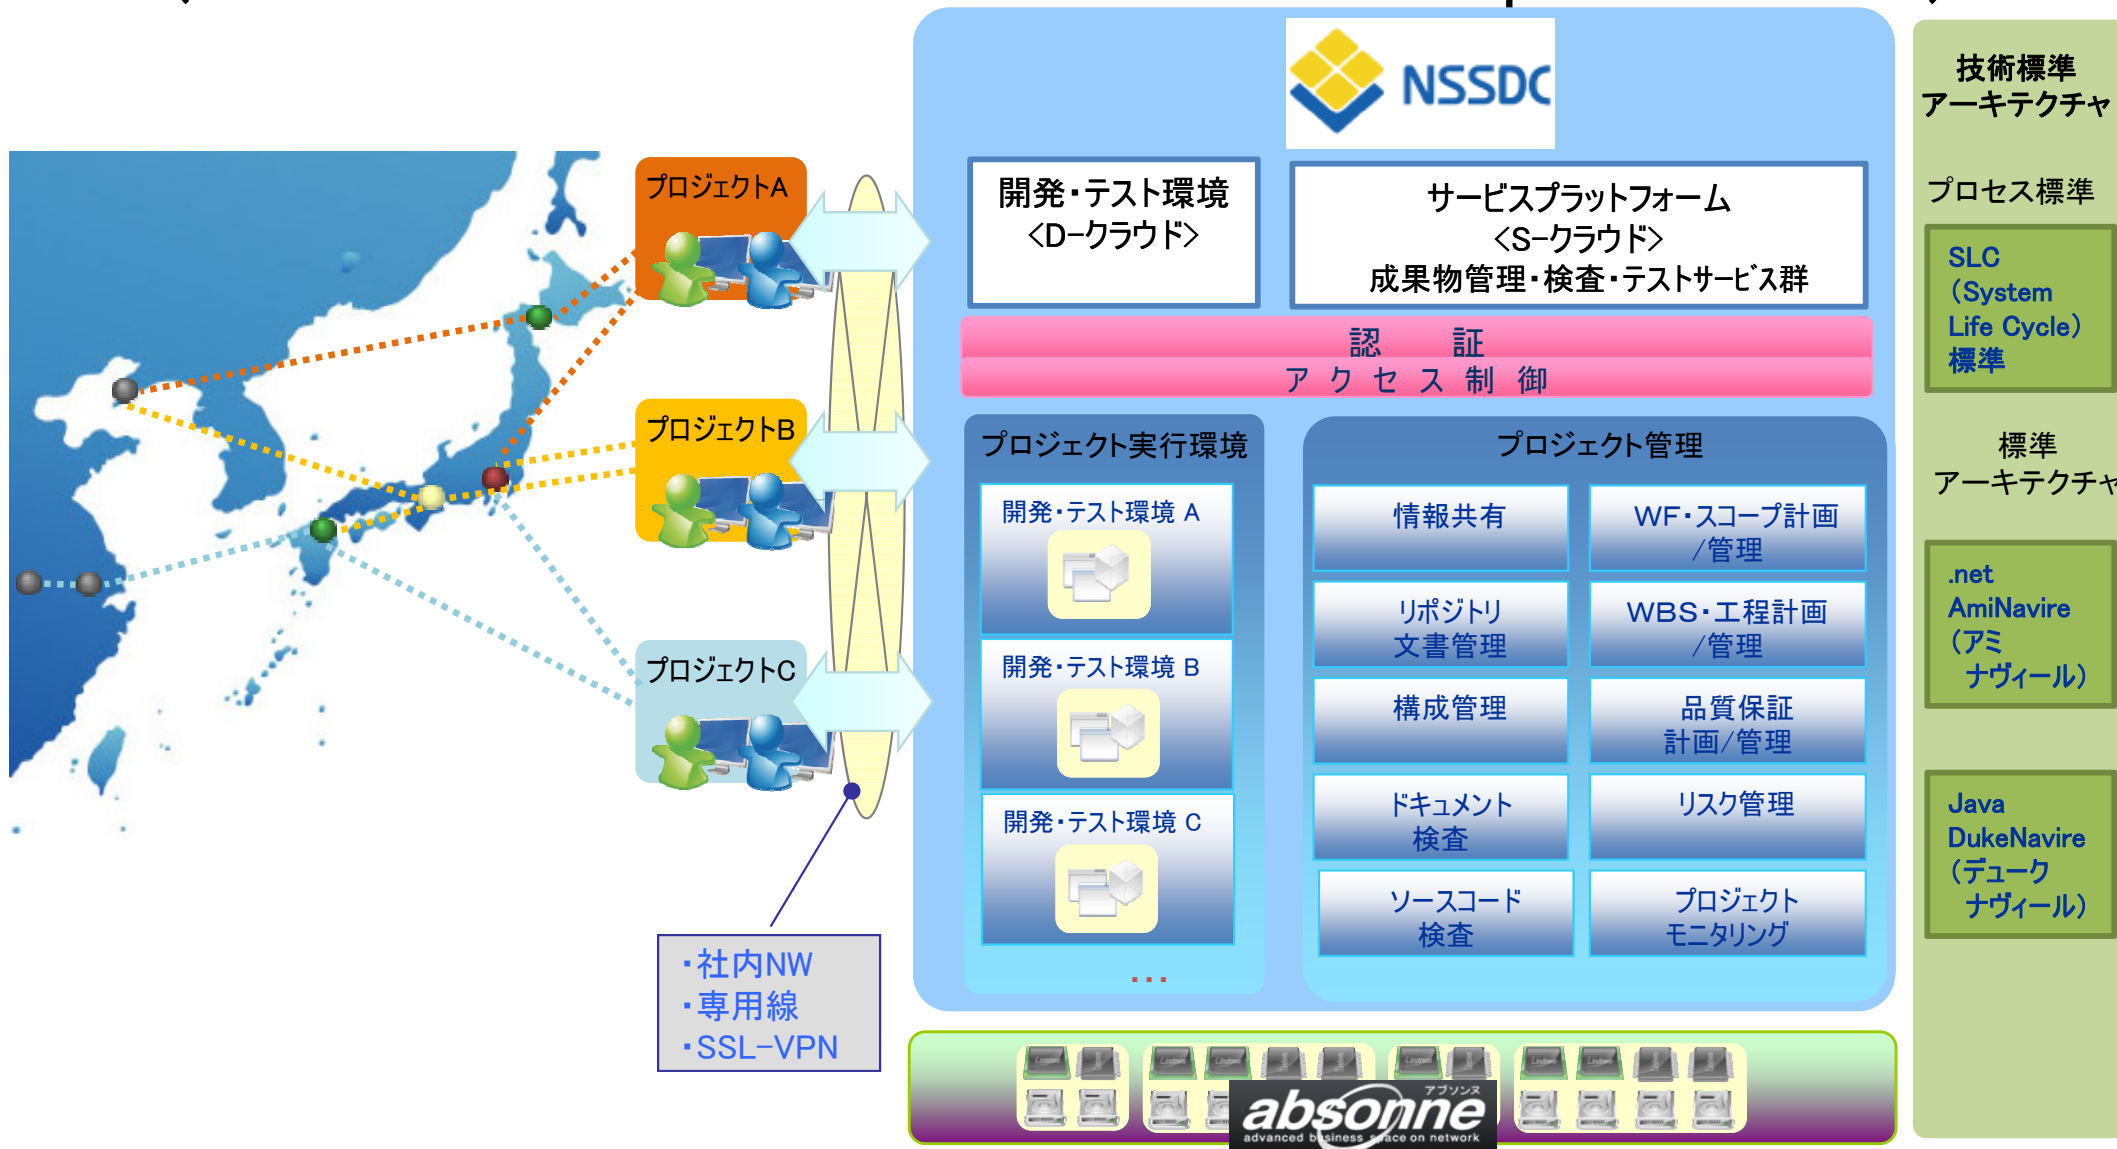 NSSDC
技術標準
アーキテクチャ
プロセス標準
SLC
（System
Life Cycle）
標準
標準
アーキテクチャ
.net
AmiNavire
（アミ
ナヴィール）
Java
DukeNavire
（デューク
ナヴィール）
プロジェクトA
プロジェクトB
プロジェクトC
・社内NW
・専用線
・SSL-VPN
開発・テスト環境
<D-クラウド>
サービスプラットフォーム
<S-クラウド>
成果物管理・検査・テストサービス群
認　証
アクセス制御
プロジェクト実行環境
開発・テスト環境 A
開発・テスト環境 B
開発・テスト環境 C
...
プロジェクト管理
情報共有
WF・スコープ計画
/管理
リポジトリ
文書管理
WBS・工程計画
/管理
構成管理
品質保証
計画/管理
ドキュメント
検査
リスク管理
ソースコード
検査
プロジェクト
モニタリング
アブソンヌ
absonne
advanced business space on network